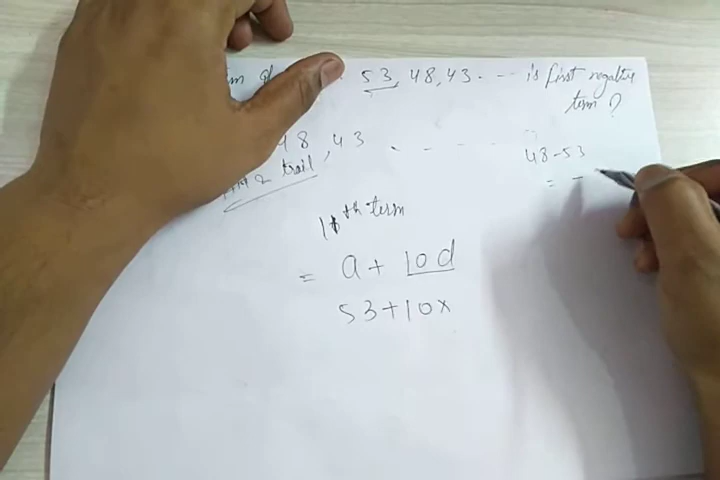 53, 48, 43 - - - is first negative
term ?
48, 43 - - - -
48-53
& trail
= -
11th term
= a + 10d
53+10x